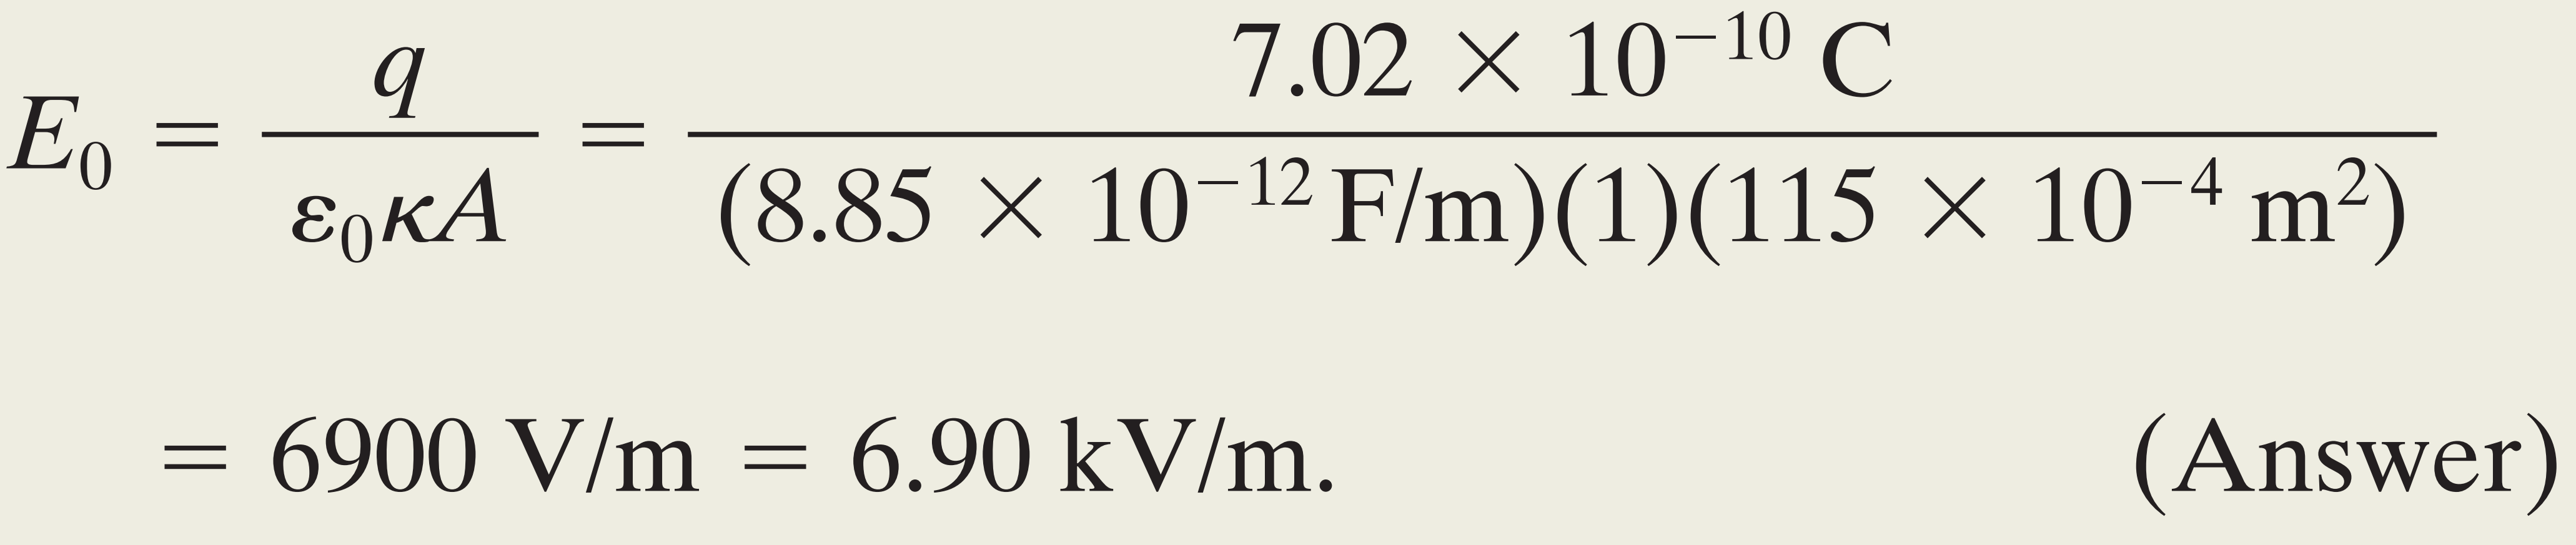 E₀ = q / ε₀κA = 7.02 × 10⁻¹⁰ C / (8.85 × 10⁻¹² F/m)(1)(115 × 10⁻⁴ m²)
= 6900 V/m = 6.90 kV/m. (Answer)